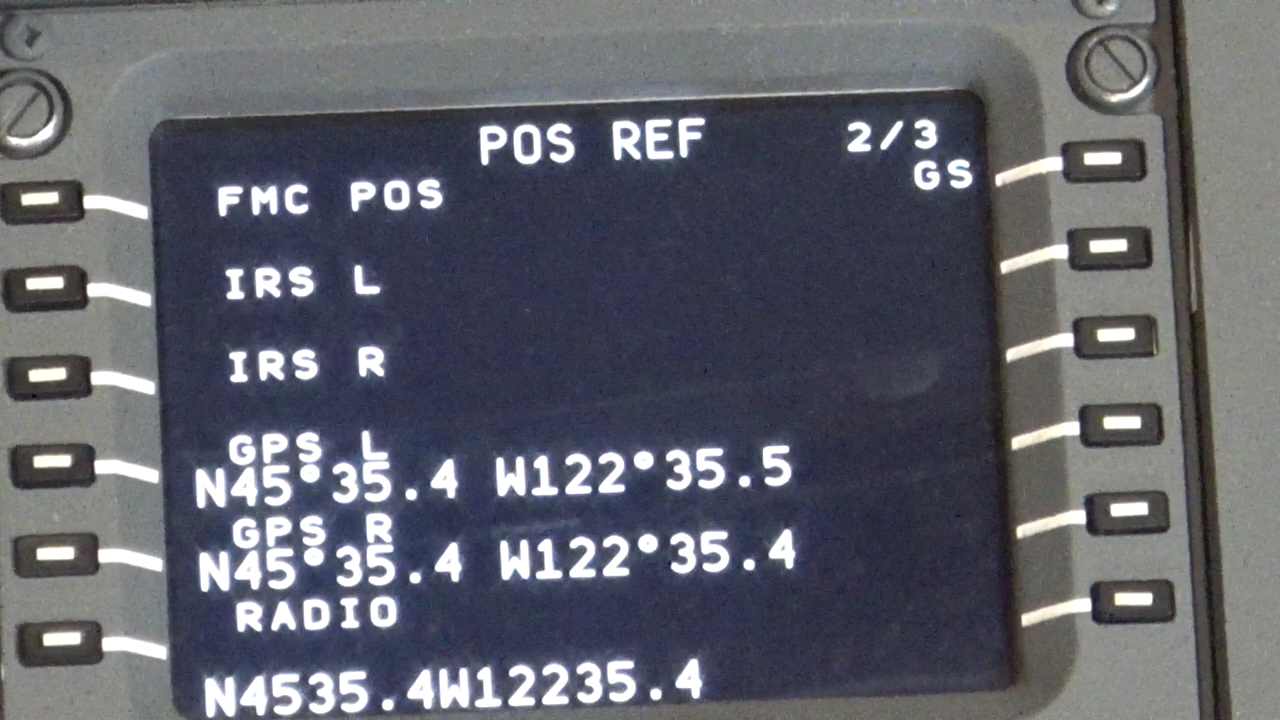 POS REF 2/3
FMC POS GS
IRS L
IRS R
GPS L
N45°35.4 W122°35.5
GPS R
N45°35.4 W122°35.4
RADIO
N4535.4W12235.4